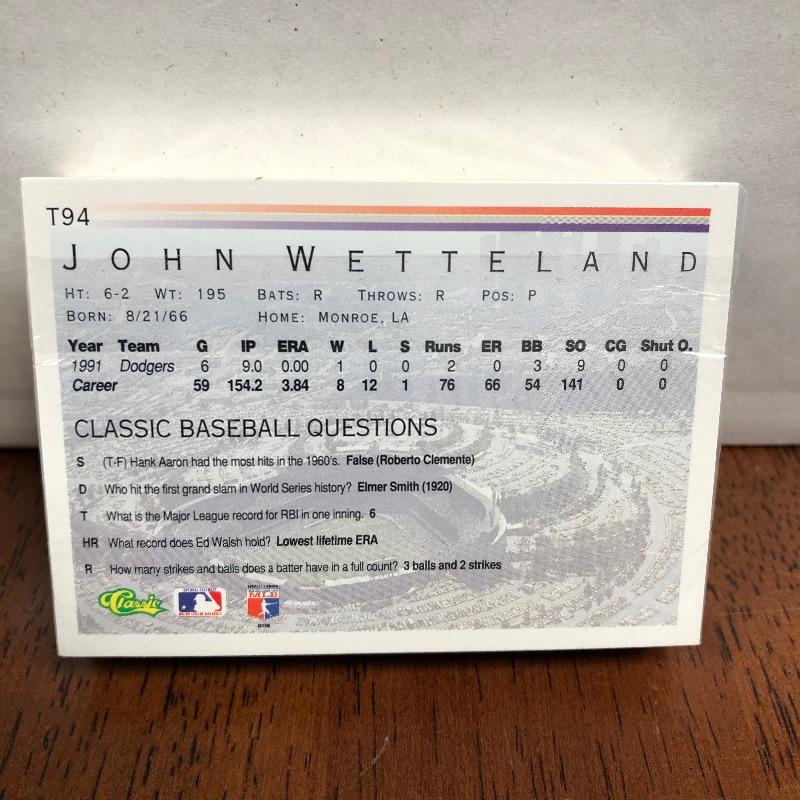 T94
JOHN WETTELAND
HT: 6-2 WT: 195 BATS: R THROWS: R POS: P
BORN: 8/21/66 HOME: MONROE, LA
Year Team G IP ERA W L S Runs ER BB SO CG Shut O.
1991 Dodgers 6 9.0 0.00 1 0 0 2 0 3 9 0 0
Career 59 154.2 3.84 8 12 1 76 66 54 141 0 0
CLASSIC BASEBALL QUESTIONS
S (T-F) Hank Aaron had the most hits in the 1960's. False (Roberto Clemente)
D Who hit the first grand slam in World Series history? Elmer Smith (1920)
T What is the Major League record for RBI in one inning. 6
HR What record does Ed Walsh hold? Lowest lifetime ERA
R How many strikes and balls does a batter have in a full count? 3 balls and 2 strikes
Classic
MLB